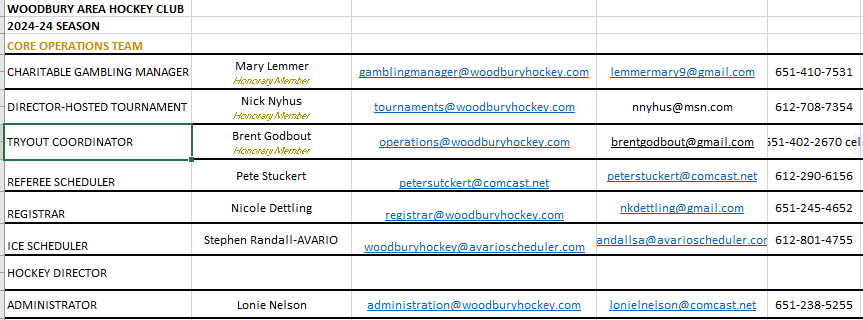 WOODBURY AREA HOCKEY CLUB
2024-24 SEASON
CORE OPERATIONS TEAM
CHARITABLE GAMBLING MANAGER Mary Lemmer gamblingmanager@woodburyhockey.com lemmermary9@gmail.com 651-410-7531
Honorary Member
DIRECTOR-HOSTED TOURNAMENT Nick Nyhus tournaments@woodburyhockey.com nnyhus@msn.com 612-708-7354
Honorary Member
TRYOUT COORDINATOR Brent Godbout operations@woodburyhockey.com brentgodbout@gmail.com 651-402-2670 cel
Honorary Member
REFEREE SCHEDULER Pete Stuckert petersutckert@comcast.net peterstuckert@comcast.net 612-290-6156
REGISTRAR Nicole Dettling registrar@woodburyhockey.com nkdettling@gmail.com 651-245-4652
ICE SCHEDULER Stephen Randall-AVARIO woodburyhockey@avarioscheduler.com andallsa@avarioscheduler.cor 612-801-4755
HOCKEY DIRECTOR
ADMINISTRATOR Lonie Nelson administration@woodburyhockey.com lonielnelson@comcast.net 651-238-5255